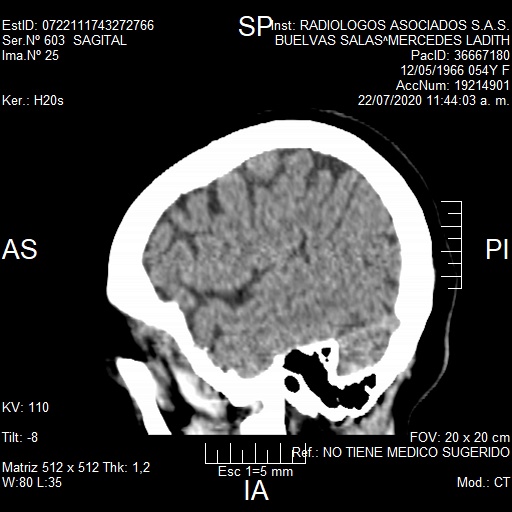 EstID: 0722111743272766
Ser.Nº 603 SAGITAL
Ima.Nº 25
Ker.: H20s
SP
Inst: RADIOLOGOS ASOCIADOS S.A.S.
BUELVAS SALAS^MERCEDES LADITH
PacID: 36667180
12/05/1966 054Y F
AccNum: 19214901
22/07/2020 11:44:03 a. m.
AS
PI
KV: 110
Tilt: -8
Matriz 512 x 512 Thk: 1,2
W:80 L:35
Esc 1=5 mm
IA
FOV: 20 x 20 cm
Ref.: NO TIENE MEDICO SUGERIDO
Mod.: CT